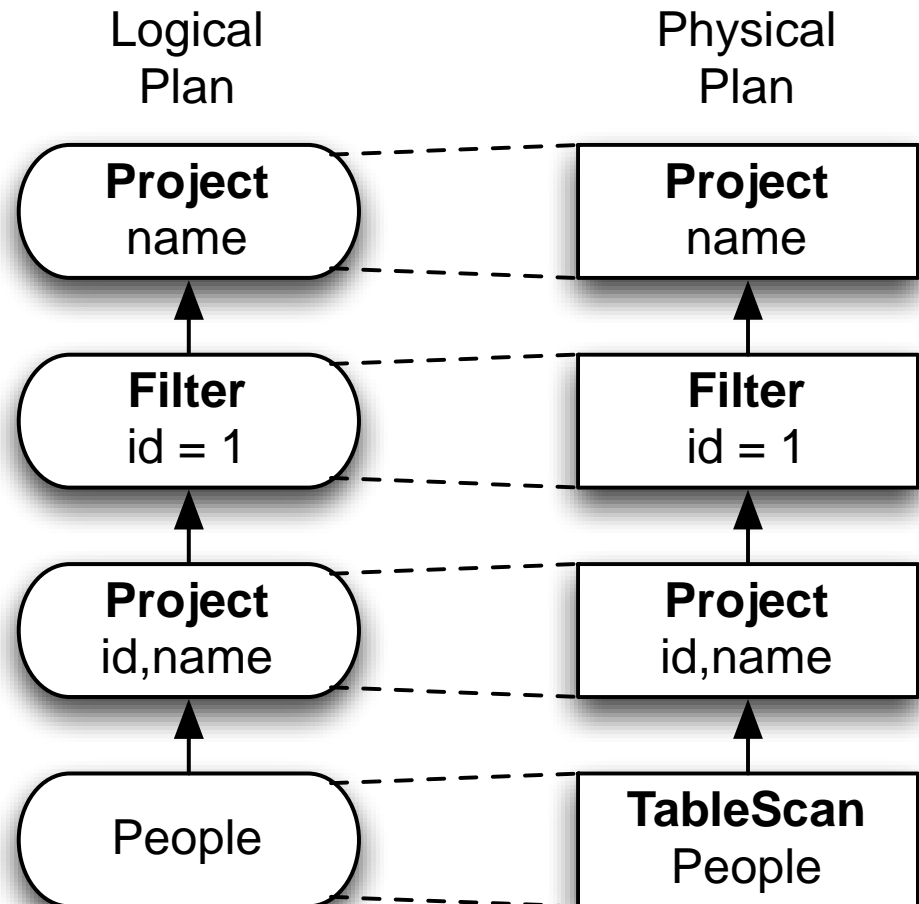 Logical
Plan
Physical
Plan
Project
name
Project
name
Filter
id = 1
Filter
id = 1
Project
id,name
Project
id,name
People
TableScan
People